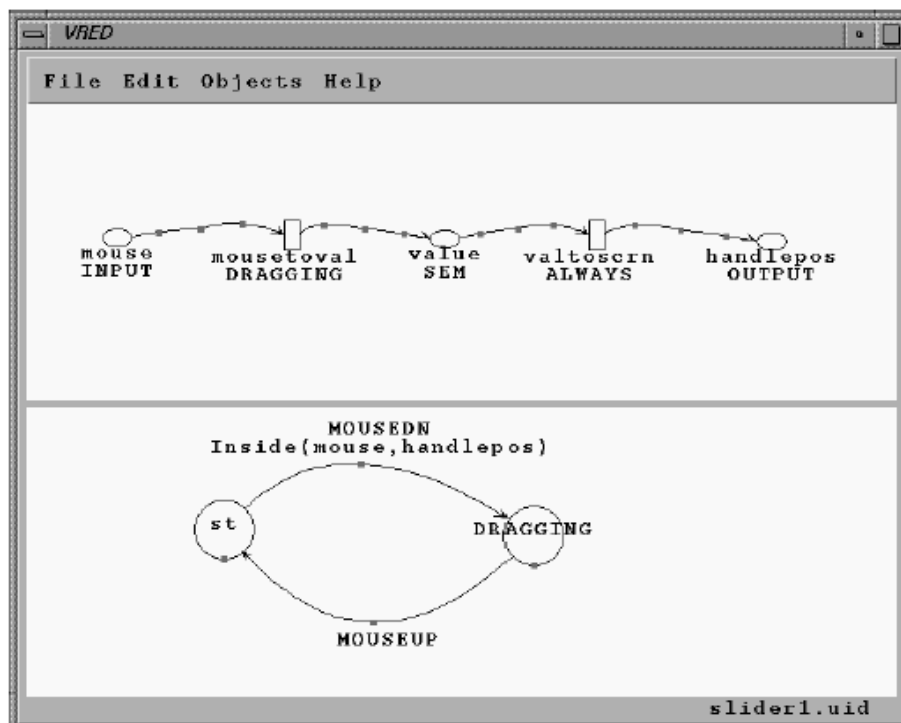 VRED
File Edit Objects Help
mouse mousetoval value valtoscrn handlepos
INPUT DRAGGING SEM ALWAYS OUTPUT
MOUSEDN
Inside(mouse,handlepos)
st DRAGGING
MOUSEUP
slider1.uid